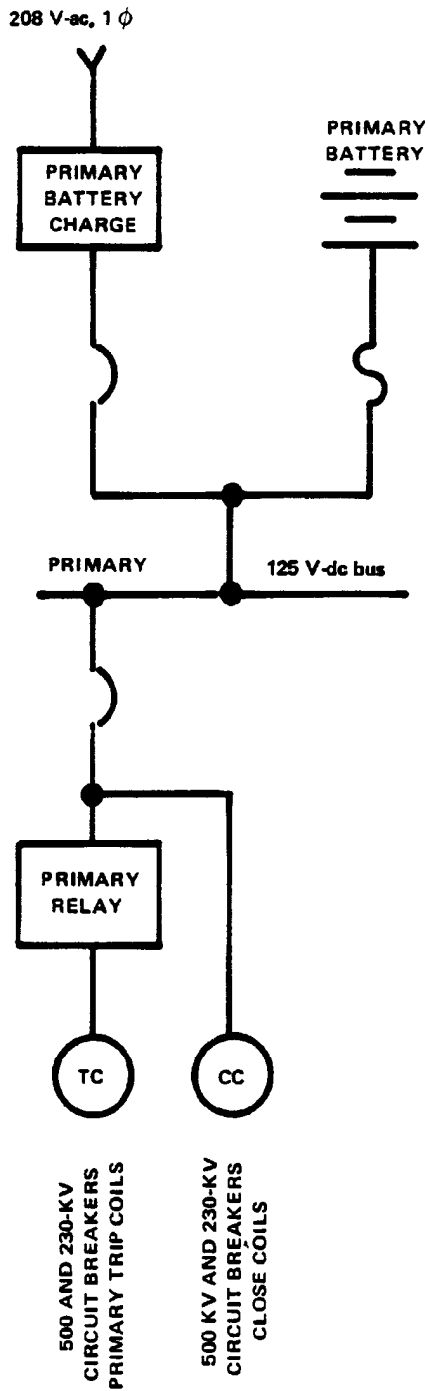 208 V-ac, 1 ϕ
PRIMARY
BATTERY
CHARGE
PRIMARY
BATTERY
PRIMARY
125 V-dc bus
PRIMARY
RELAY
TC
CC
500 AND 230-KV
CIRCUIT BREAKERS
PRIMARY TRIP COILS
500 KV AND 230-KV
CIRCUIT BREAKERS
CLOSE COILS